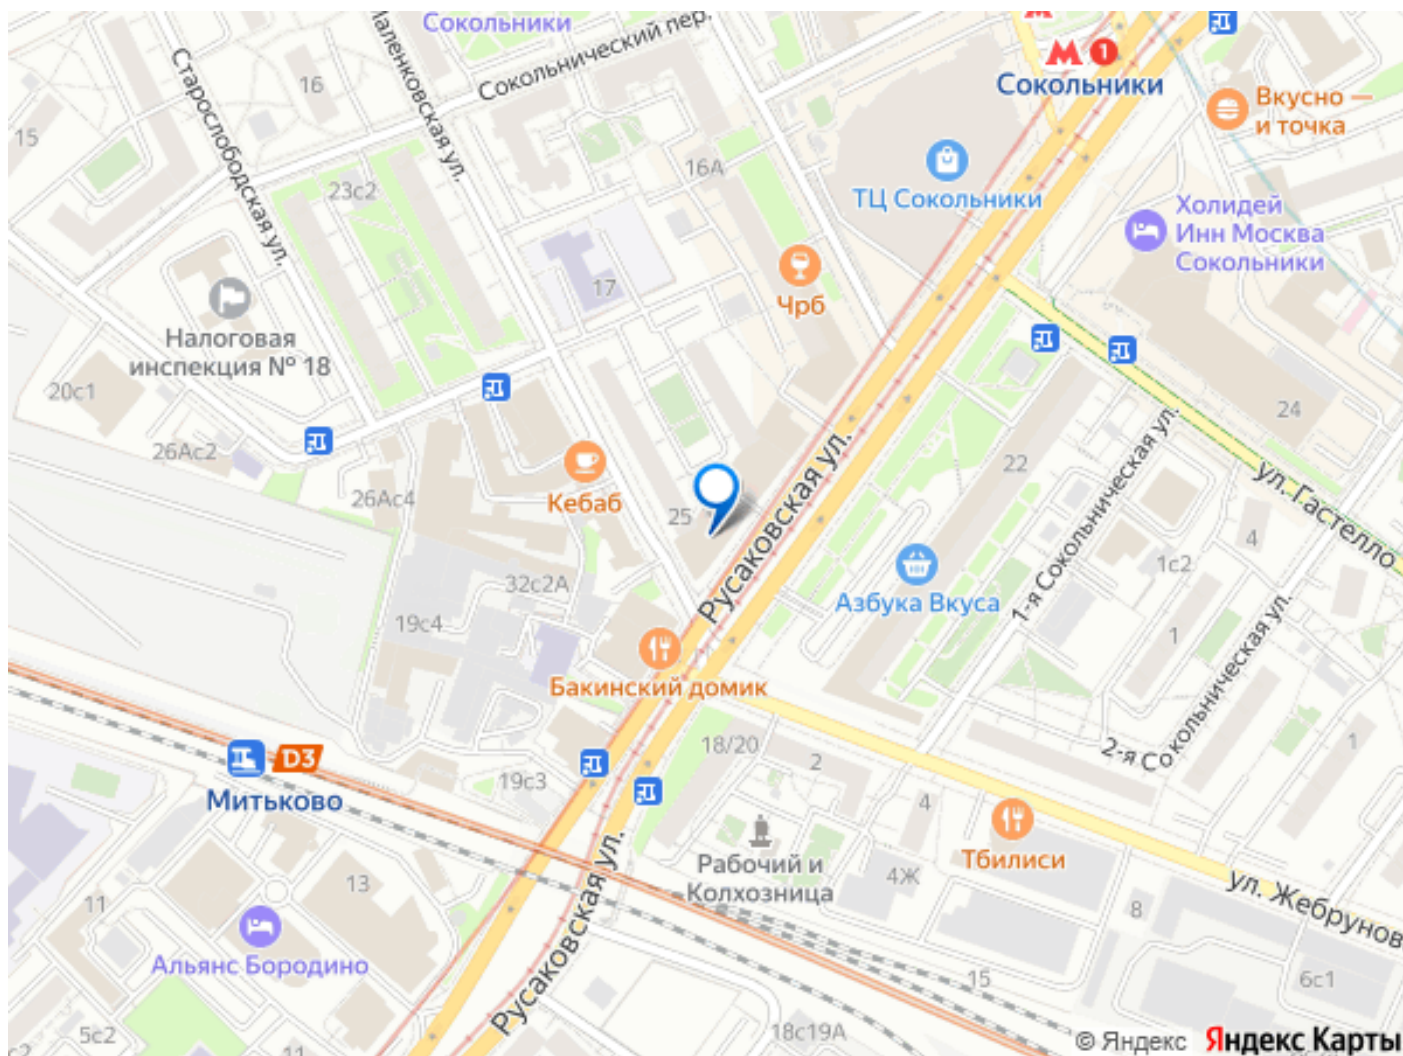 Сокольники
Сокольнический пер.
Маленковская ул.
Старослободская ул.
15
16
16А
23с2
17
1
Сокольники
Вкусно —
и точка
ТЦ Сокольники
Холидей
Инн Москва
Сокольники
Чрб
Налоговая
инспекция № 18
20с1
26Ас2
26Ас4
Кебаб
25
Русаковская ул.
22
24
ул. Гастелло
1-я Сокольническая ул.
4
1с2
1
Азбука Вкуса
32с2А
19с4
Бакинский домик
2-я Сокольническая ул.
1
18/20
2
D3
Митьково
19с3
4
Тбилиси
Рабочий и
Колхозница
4Ж
ул. Жебрунов
8
13
11
Альянс Бородино
Русаковская ул.
15
6с1
18с19А
5с2
11
© Яндекс Яндекс Карты